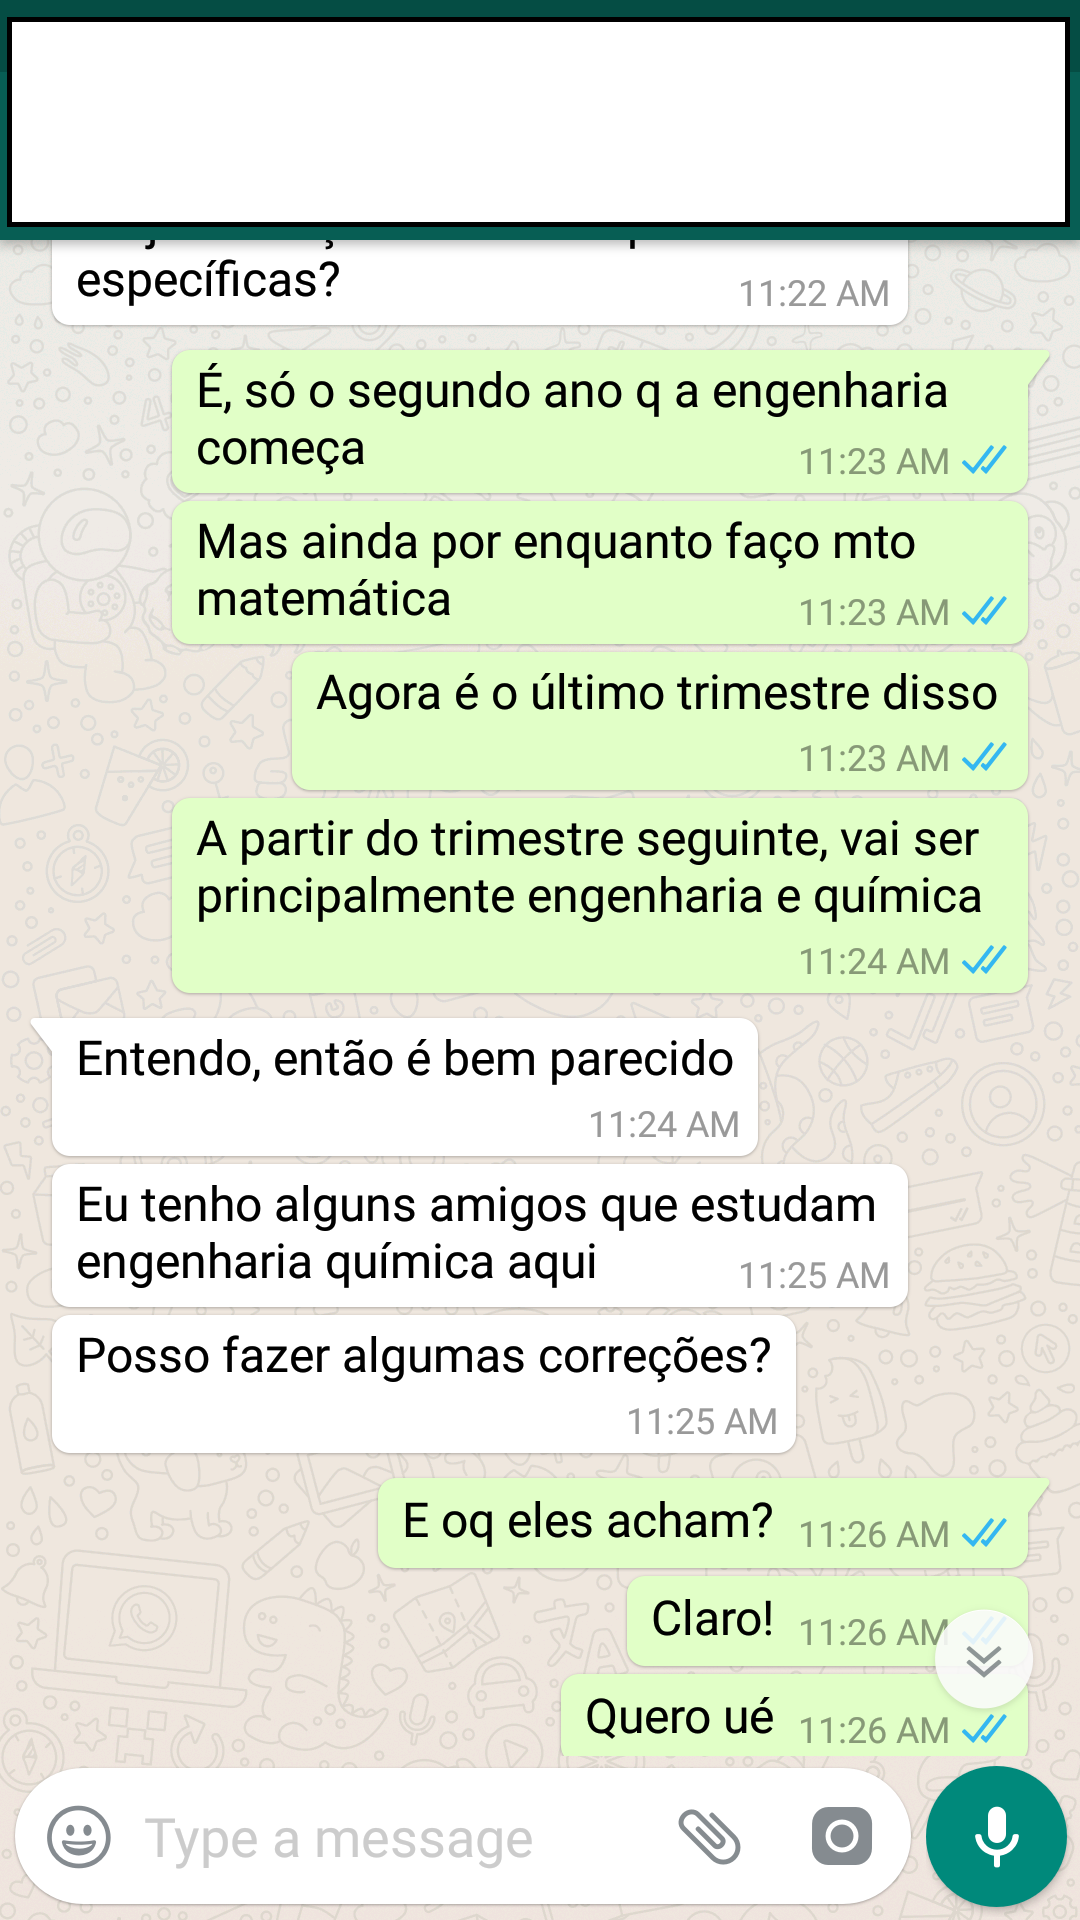 específicas?
11:22 AM
É, só o segundo ano q a engenharia
começa
11:23 AM
Mas ainda por enquanto faço mto
matemática
11:23 AM
Agora é o último trimestre disso
11:23 AM
A partir do trimestre seguinte, vai ser
principalmente engenharia e química
11:24 AM
Entendo, então é bem parecido
11:24 AM
Eu tenho alguns amigos que estudam
engenharia química aqui
11:25 AM
Posso fazer algumas correções?
11:25 AM
E oq eles acham? 11:26 AM
Claro! 11:26 AM
Quero ué 11:26 AM
Type a message